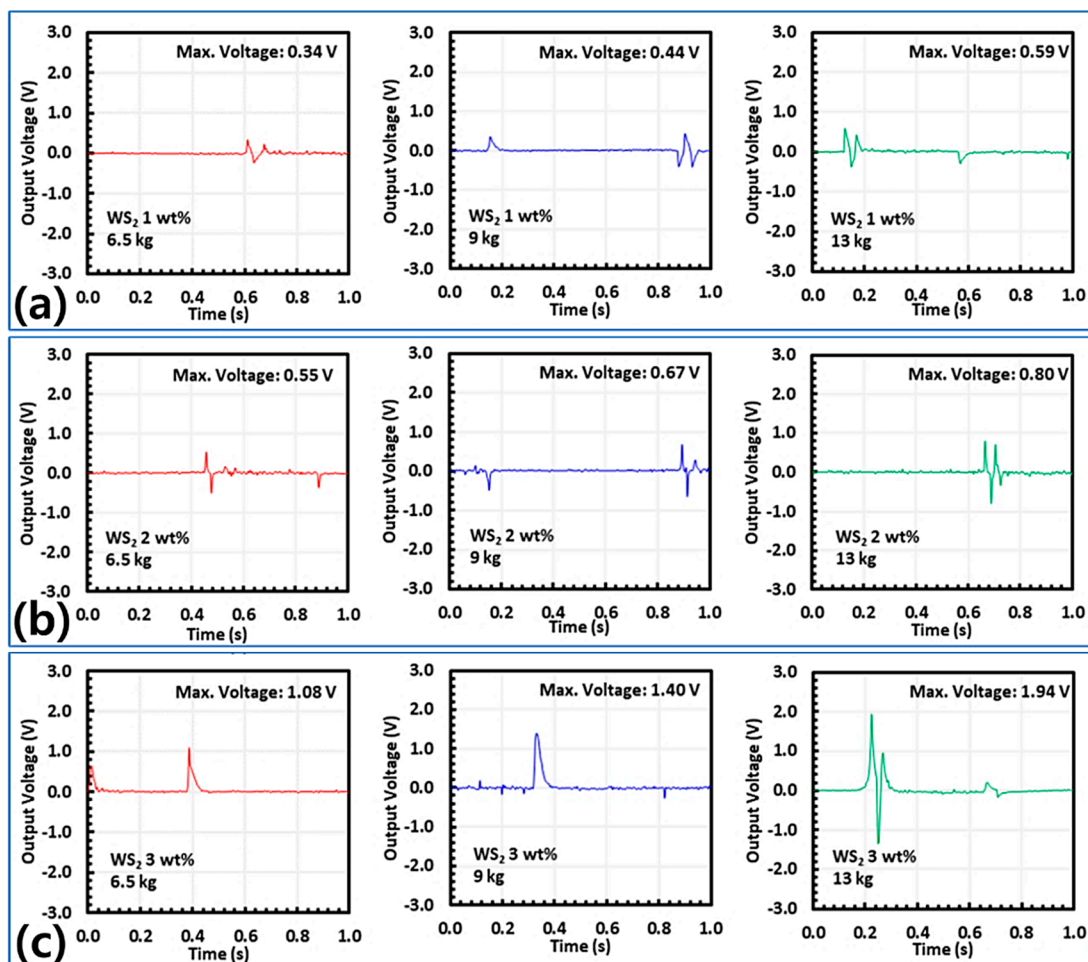 Max. Voltage: 0.34 V
Output Voltage (V)
3.0
2.0
1.0
0.0
-1.0
-2.0
-3.0
WS₂ 1 wt%
6.5 kg
0.0 0.2 0.4 0.6 0.8 1.0
Time (s)
Max. Voltage: 0.44 V
Output Voltage (V)
3.0
2.0
1.0
0.0
-1.0
-2.0
-3.0
WS₂ 1 wt%
9 kg
0.0 0.2 0.4 0.6 0.8 1.0
Time (s)
Max. Voltage: 0.59 V
Output Voltage (V)
3.0
2.0
1.0
0.0
-1.0
-2.0
-3.0
WS₂ 1 wt%
13 kg
0.0 0.2 0.4 0.6 0.8 1.0
Time (s)
(a)
Max. Voltage: 0.55 V
Output Voltage (V)
3.0
2.0
1.0
0.0
-1.0
-2.0
-3.0
WS₂ 2 wt%
6.5 kg
0.0 0.2 0.4 0.6 0.8 1.0
Time (s)
Max. Voltage: 0.67 V
Output Voltage (V)
3.0
2.0
1.0
0.0
-1.0
-2.0
-3.0
WS₂ 2 wt%
9 kg
0.0 0.2 0.4 0.6 0.8 1.0
Time (s)
Max. Voltage: 0.80 V
Output Voltage (V)
3.0
2.0
1.0
0.0
-1.0
-2.0
-3.0
WS₂ 2 wt%
13 kg
0.0 0.2 0.4 0.6 0.8 1.0
Time (s)
(b)
Max. Voltage: 1.08 V
Output Voltage (V)
3.0
2.0
1.0
0.0
-1.0
-2.0
-3.0
WS₂ 3 wt%
6.5 kg
0.0 0.2 0.4 0.6 0.8 1.0
Time (s)
Max. Voltage: 1.40 V
Output Voltage (V)
3.0
2.0
1.0
0.0
-1.0
-2.0
-3.0
WS₂ 3 wt%
9 kg
0.0 0.2 0.4 0.6 0.8 1.0
Time (s)
Max. Voltage: 1.94 V
Output Voltage (V)
3.0
2.0
1.0
0.0
-1.0
-2.0
-3.0
WS₂ 3 wt%
13 kg
0.0 0.2 0.4 0.6 0.8 1.0
Time (s)
(c)